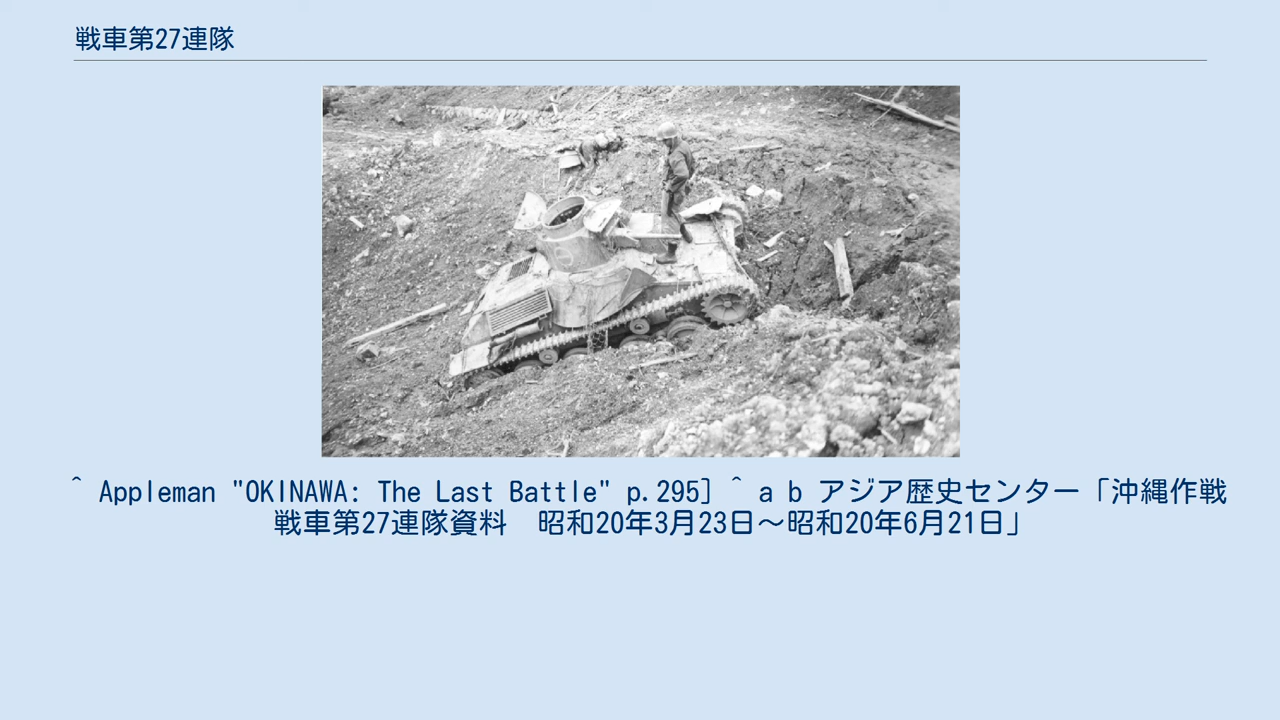 戦車第27連隊
^ Appleman "OKINAWA: The Last Battle" p.295] ^ a b アジア歴史センター「沖縄作戦
戦車第27連隊資料　昭和20年3月23日～昭和20年6月21日」